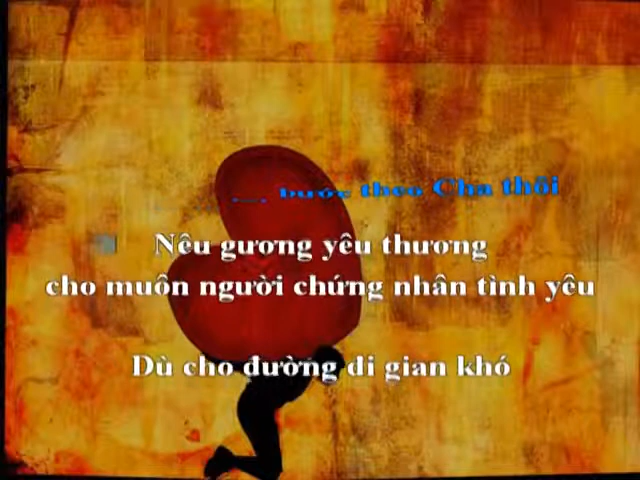 ... bước theo Cha thôi
Nêu gương yêu thương
cho muôn người chứng nhân tình yêu
Dù cho đường đi gian khó